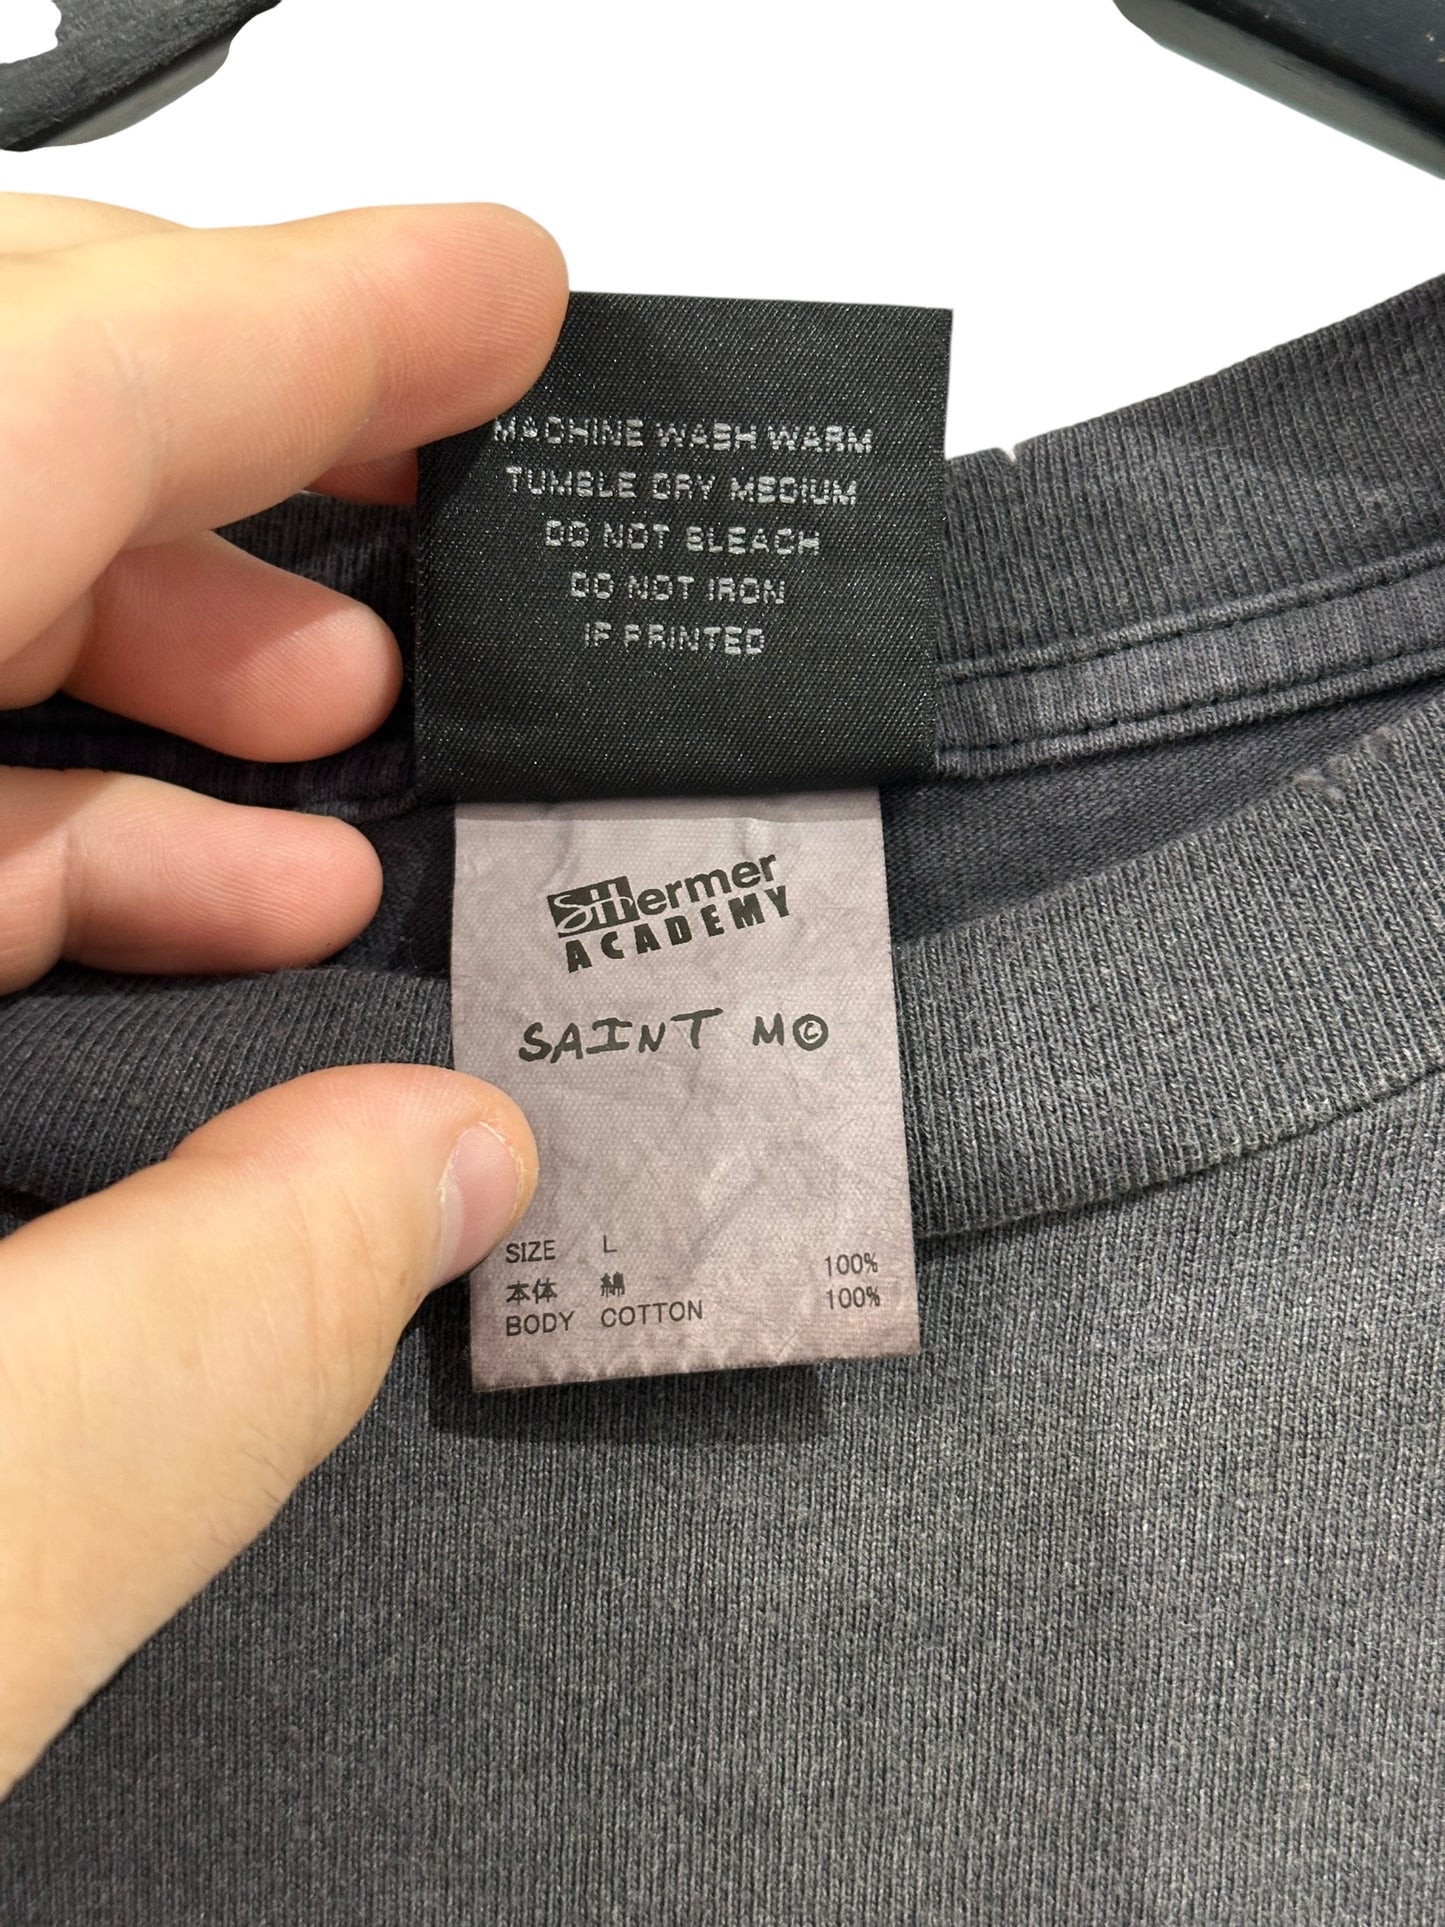 MACHINE WASH WARM
TUMBLE DRY MEDIUM
DO NOT BLEACH
DO NOT IRON
IF PRINTED
SHermer
ACADEMY
SAINT M©
SIZE L
本体 綿 100%
BODY COTTON 100%